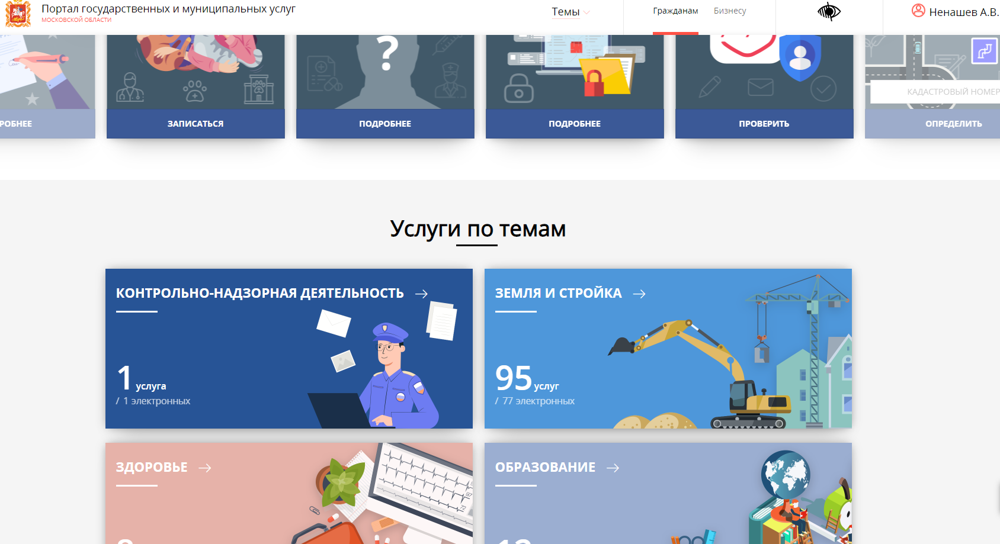 Портал государственных и муниципальных услуг
МОСКОВСКОЙ ОБЛАСТИ
Темы
Гражданам
Бизнесу
Ненашев А.В.
КАДАСТРОВЫЙ НОМЕР
РОБНЕЕ
ЗАПИСАТЬСЯ
ПОДРОБНЕЕ
ПОДРОБНЕЕ
ПРОВЕРИТЬ
ОПРЕДЕЛИТЬ
Услуги по темам
КОНТРОЛЬНО-НАДЗОРНАЯ ДЕЯТЕЛЬНОСТЬ →
1 услуга
/ 1 электронных
ЗЕМЛЯ И СТРОЙКА →
95 услуг
/ 77 электронных
ЗДОРОВЬЕ →
ОБРАЗОВАНИЕ →